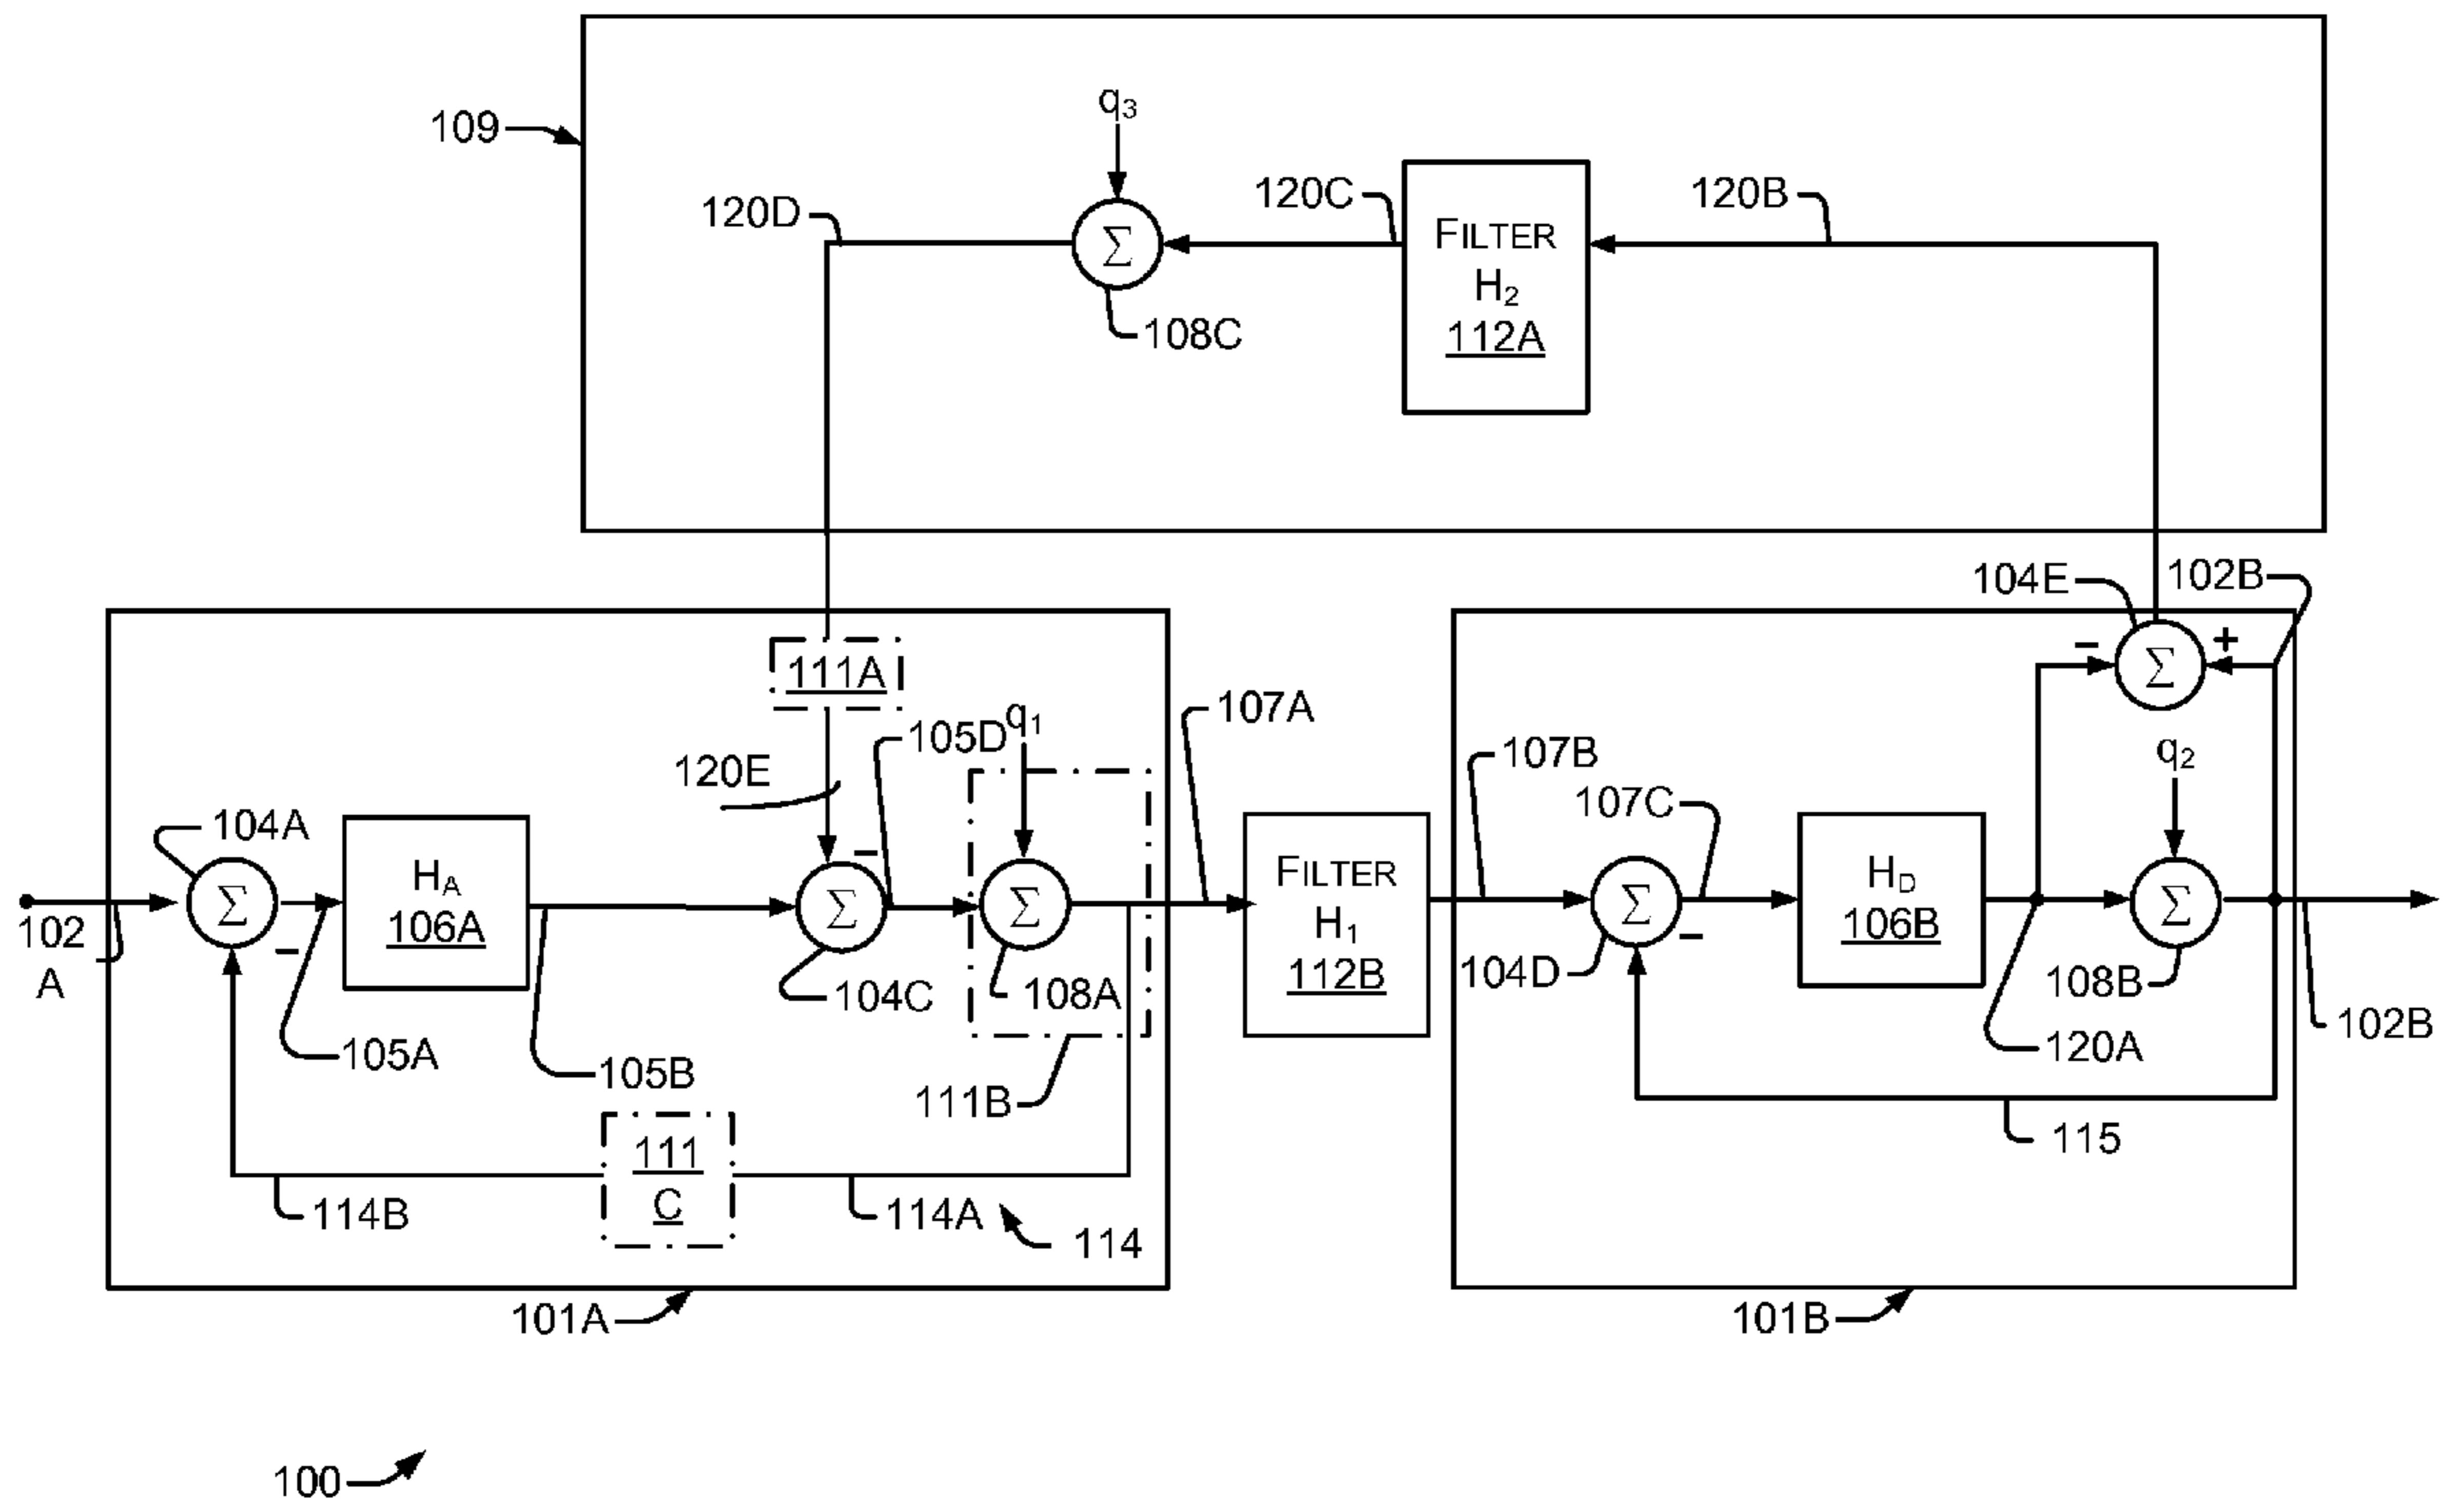 109
q3
120D
120C
FILTER
H2
112A
120B
Σ
108C
104E
102B
- +
Σ
111A
120E
105D
q1
107A
107B
107C
q2
104A
Σ
-
HA
106A
-
Σ
Σ
FILTER
H1
112B
Σ
-
HD
106B
Σ
102
A
104C
108A
104D
108B
102B
105A
105B
111B
120A
115
111
C
114B
114A
114
101A
101B
100